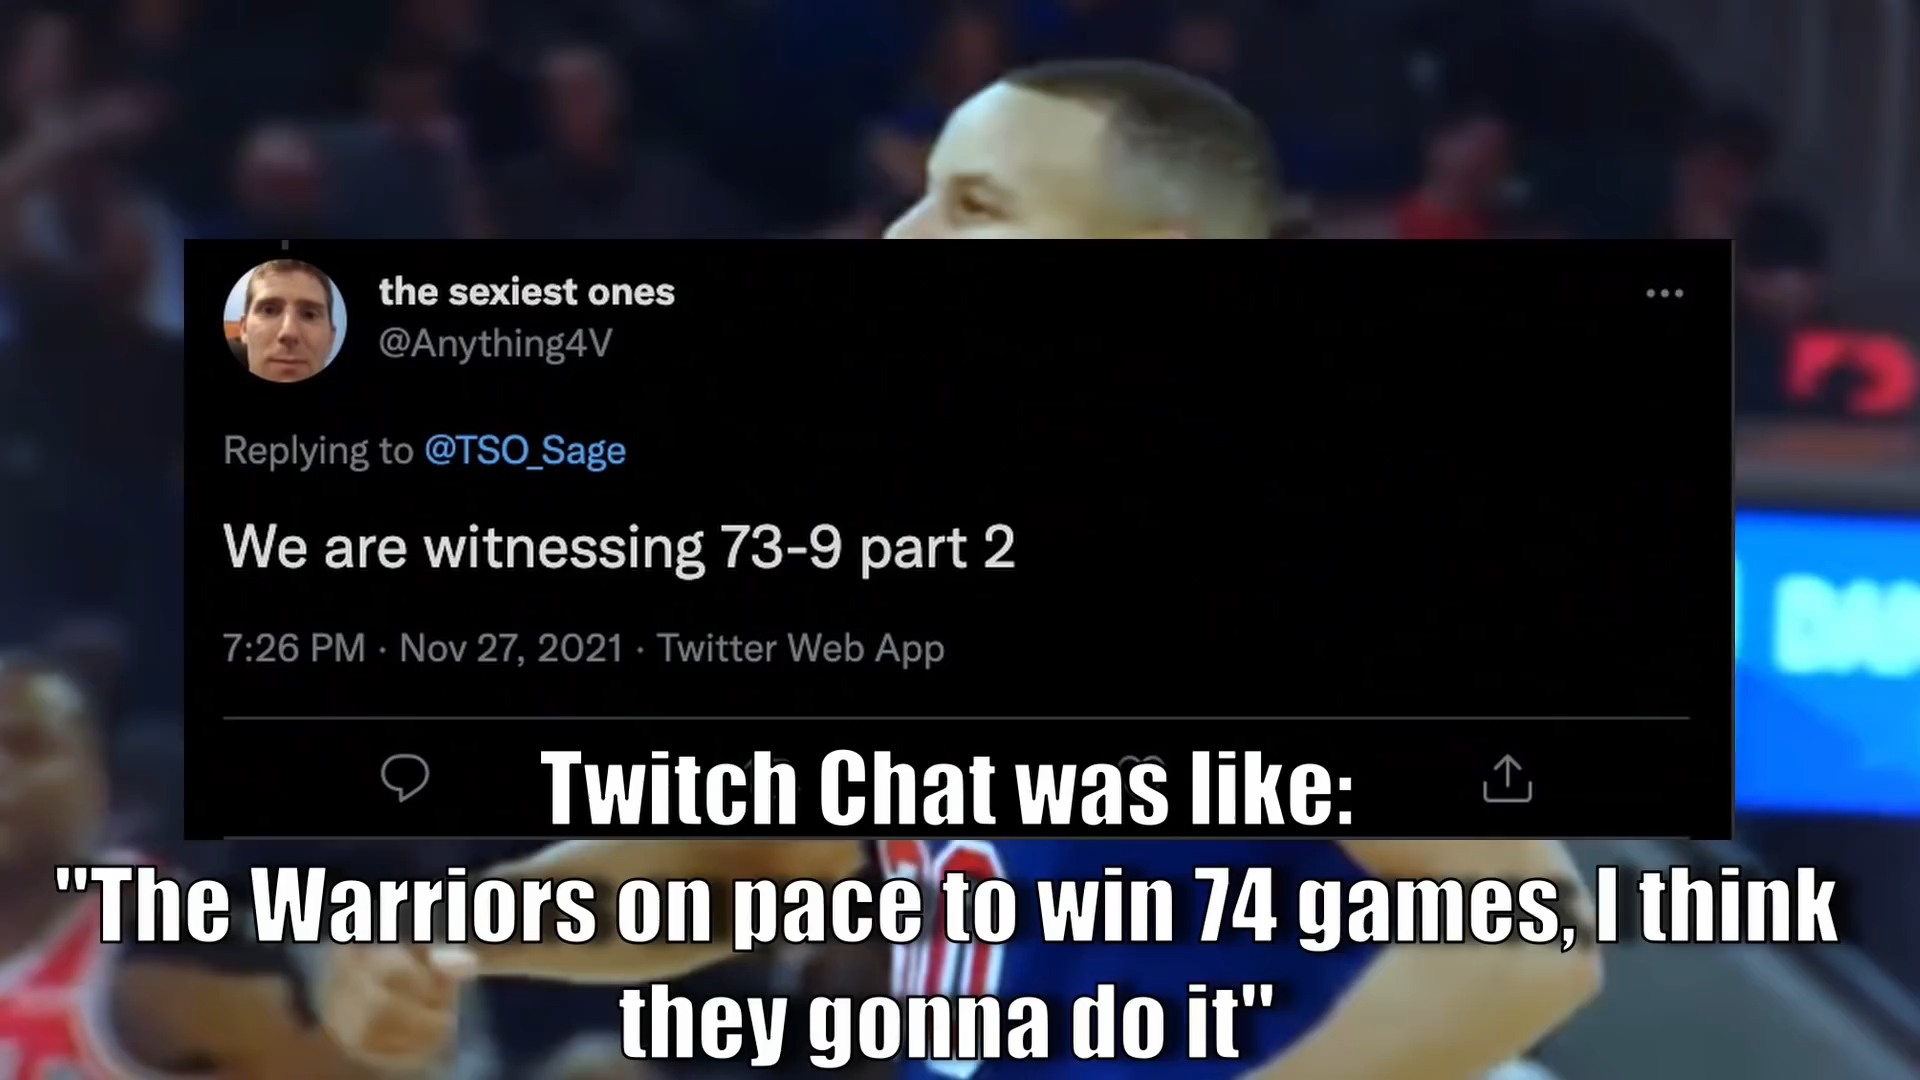 the sexiest ones
@Anything4V
Replying to @TSO_Sage
We are witnessing 73-9 part 2
7:26 PM · Nov 27, 2021 · Twitter Web App
Twitch Chat was like:
"The Warriors on pace to win 74 games, I think
they gonna do it"